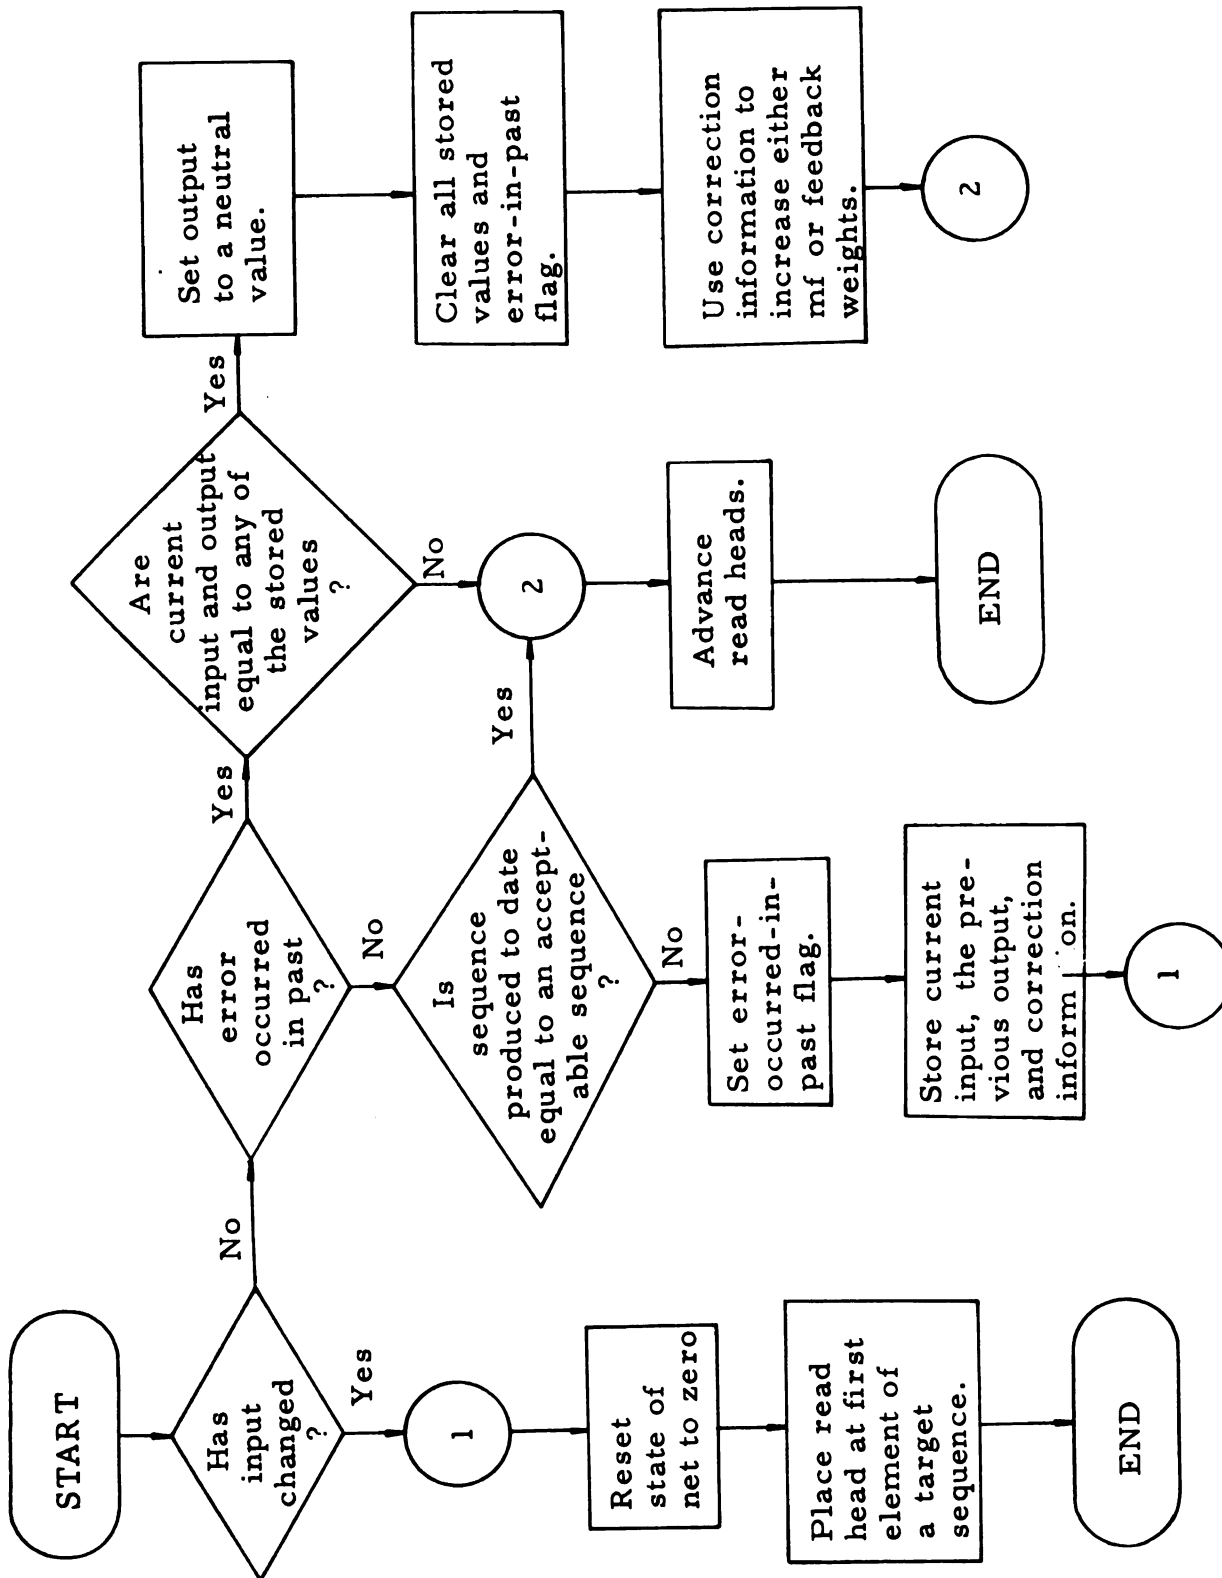 START
Has
input
changed
?
Yes
No
1
Reset
state of
net to zero
Place read
head at first
element of
a target
sequence.
END
Has
error
occurred
in past
?
Yes
No
Is
sequence
produced to date
equal to an accept-
able sequence
?
Yes
No
Set error-
occurred-in-
past flag.
Store current
input, the pre-
vious output,
and correction
inform on.
1
Are
current
input and output
equal to any of
the stored
values
?
Yes
No
2
Advance
read heads.
END
Set output
to a neutral
value.
Clear all stored
values and
error-in-past
flag.
Use correction
information to
increase either
mf or feedback
weights.
2